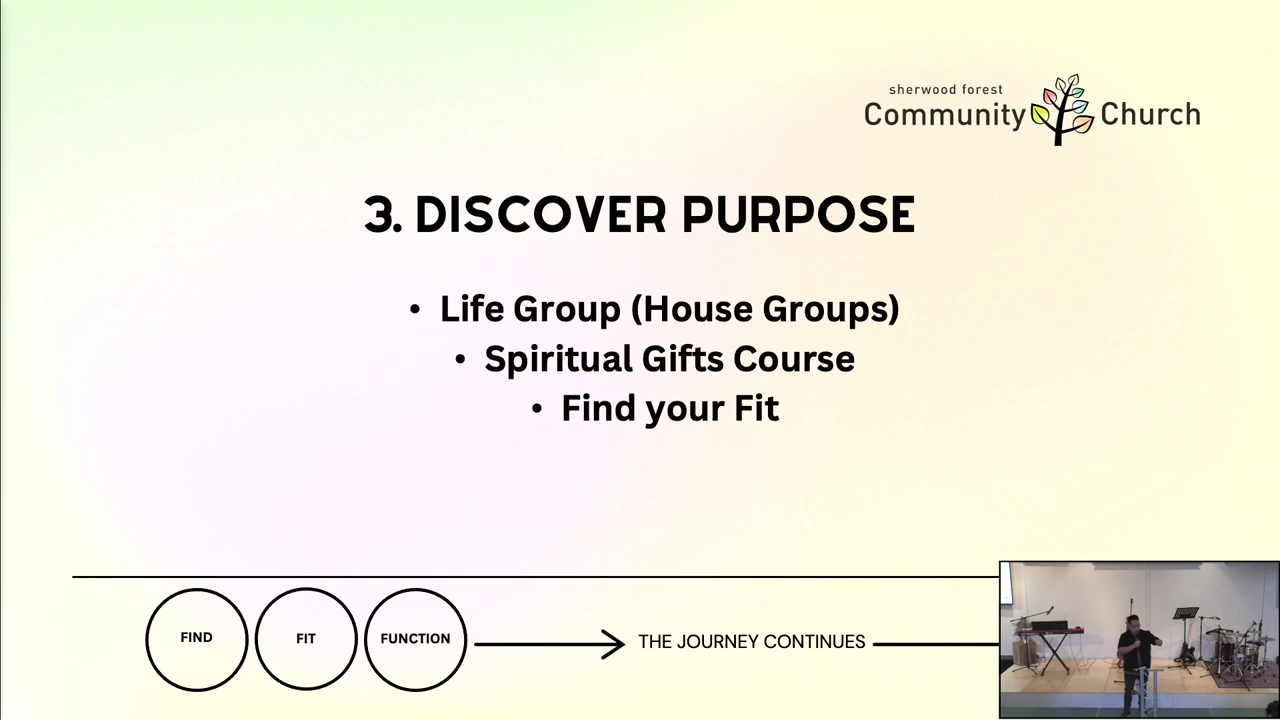 sherwood forest
Community Church
3. DISCOVER PURPOSE
• Life Group (House Groups)
• Spiritual Gifts Course
• Find your Fit
FIND FIT FUNCTION THE JOURNEY CONTINUES